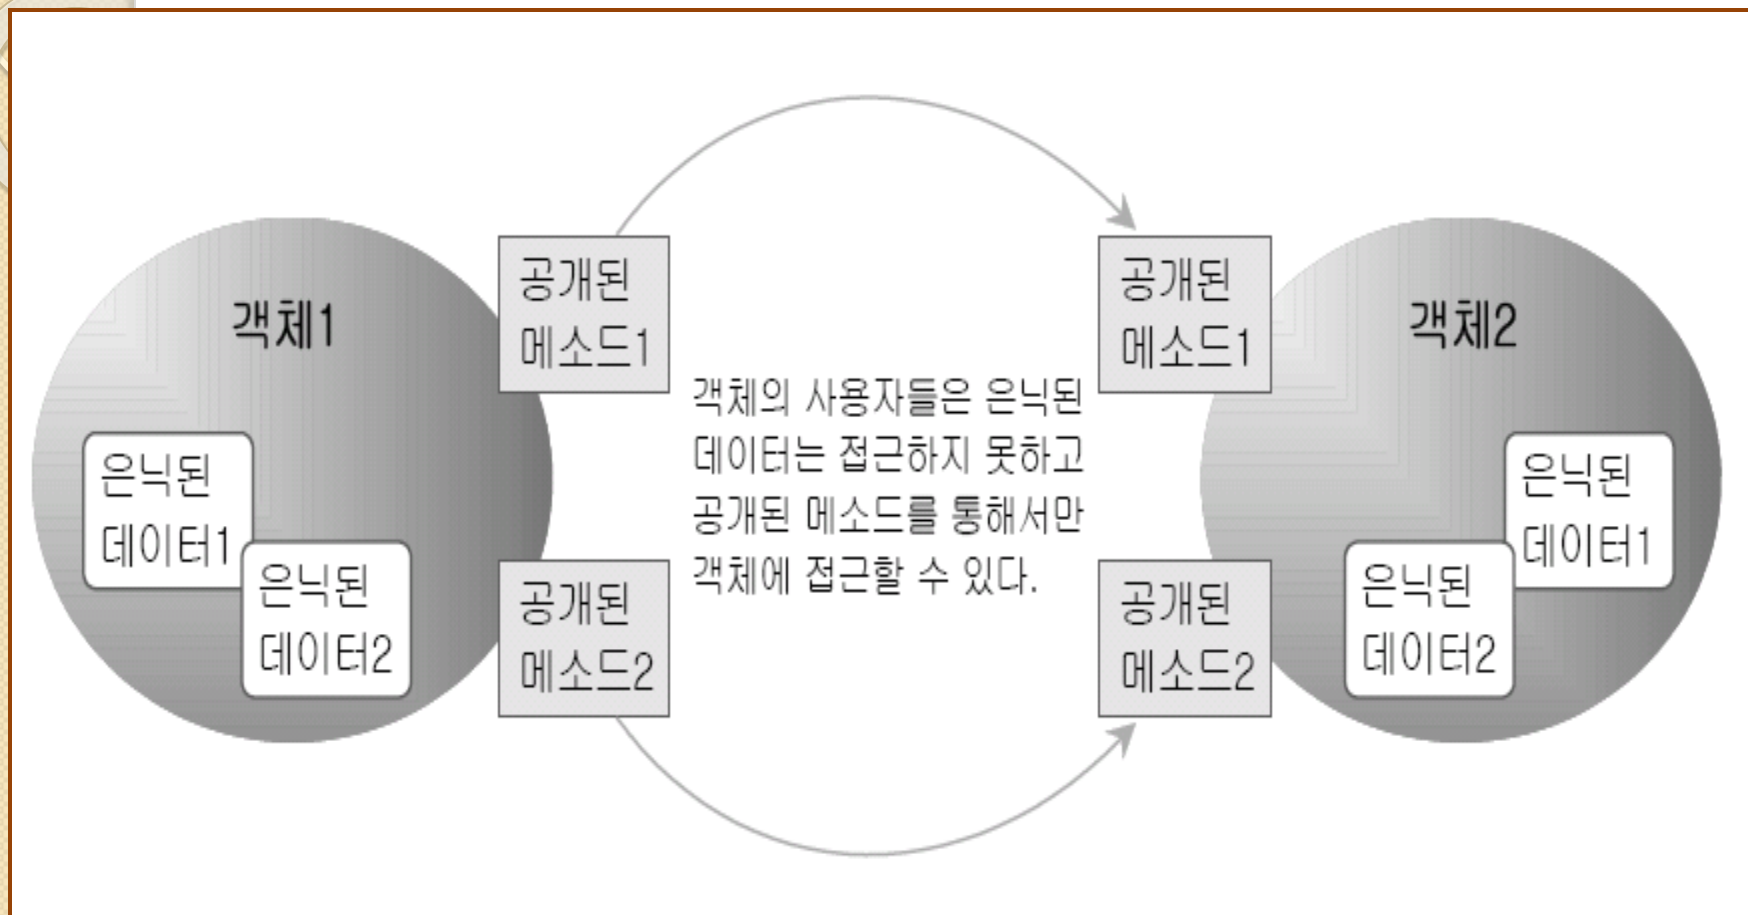 객체1
공개된
메소드1
은닉된
데이터1
은닉된
데이터2
공개된
메소드2
객체의 사용자들은 은닉된
데이터는 접근하지 못하고
공개된 메소드를 통해서만
객체에 접근할 수 있다.
공개된
메소드1
객체2
은닉된
데이터1
은닉된
데이터2
공개된
메소드2